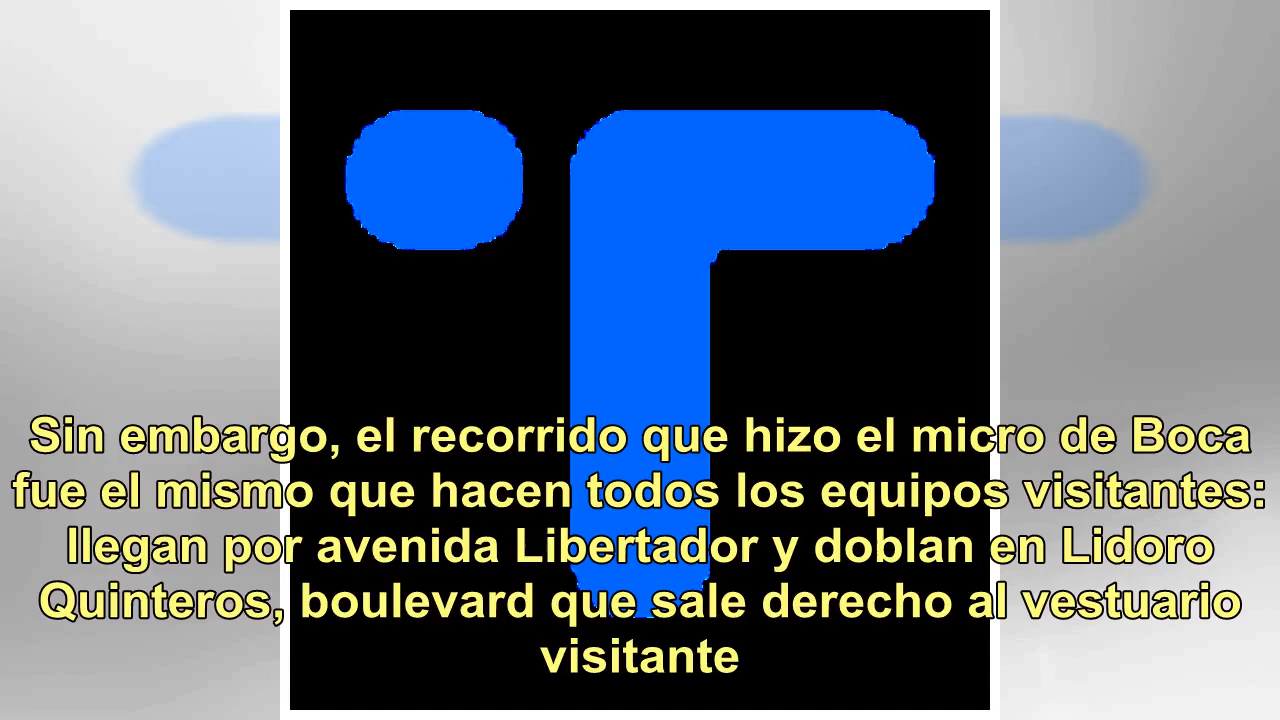 Sin embargo, el recorrido que hizo el micro de Boca
fue el mismo que hacen todos los equipos visitantes:
llegan por avenida Libertador y doblan en Lidoro
Quinteros, boulevard que sale derecho al vestuario
visitante